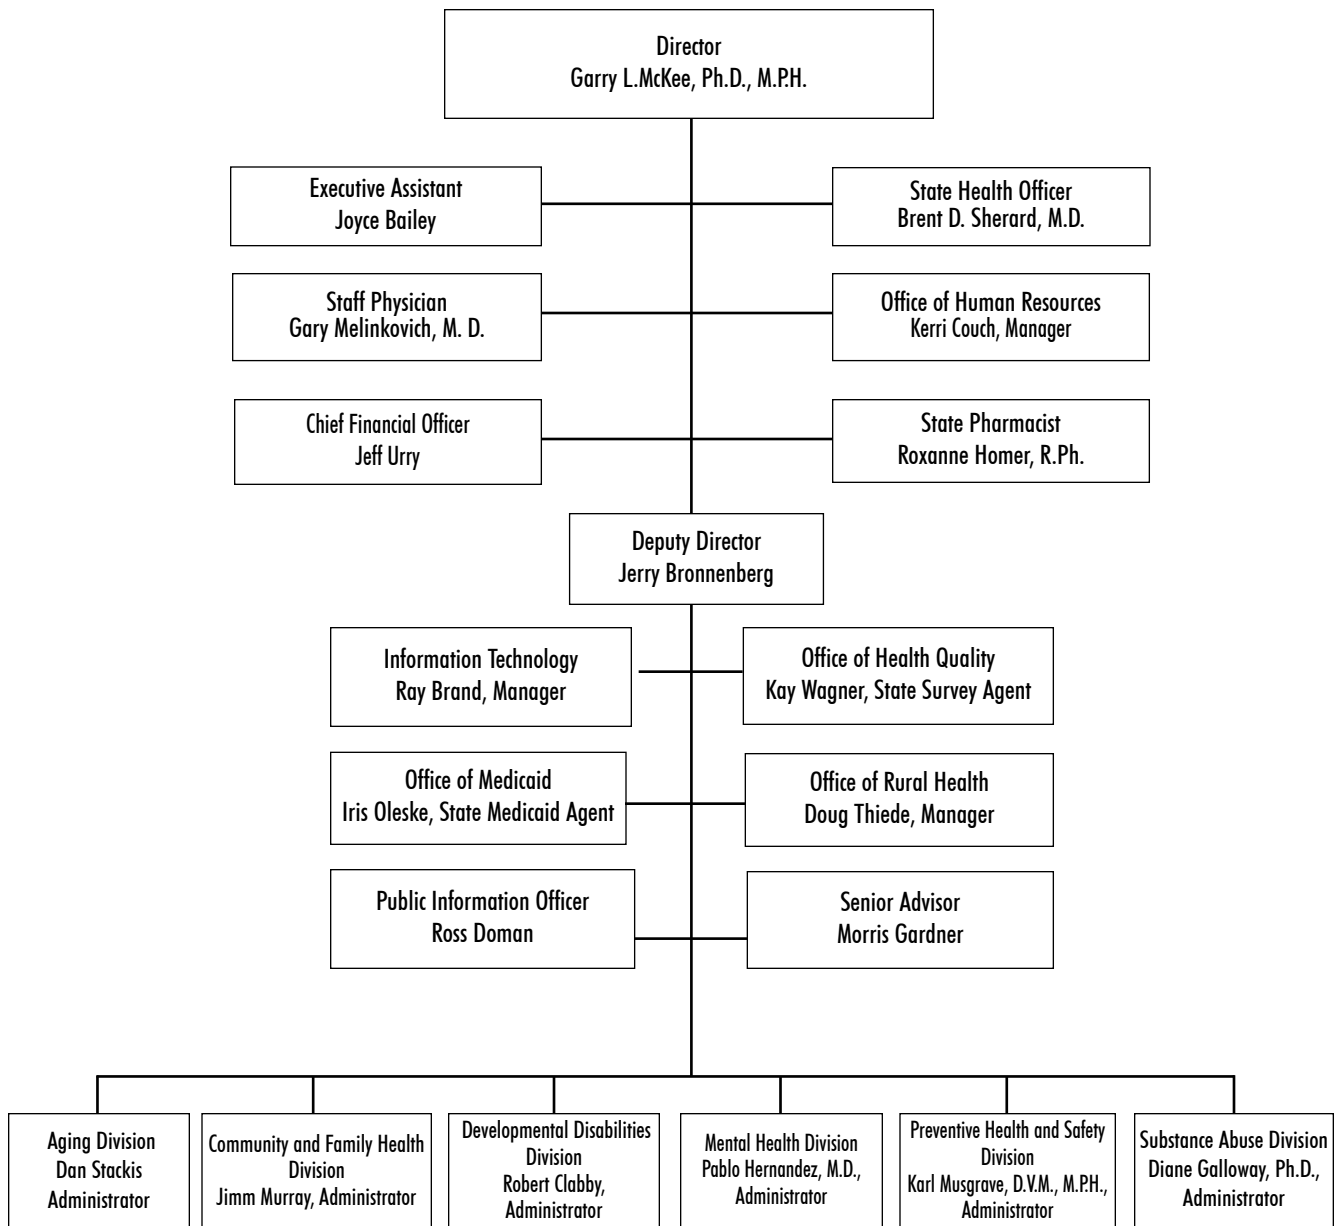 Director
Garry L.McKee, Ph.D., M.P.H.
Executive Assistant
Joyce Bailey
State Health Officer
Brent D. Sherard, M.D.
Staff Physician
Gary Melinkovich, M. D.
Office of Human Resources
Kerri Couch, Manager
Chief Financial Officer
Jeff Urry
State Pharmacist
Roxanne Homer, R.Ph.
Deputy Director
Jerry Bronnenberg
Information Technology
Ray Brand, Manager
Office of Health Quality
Kay Wagner, State Survey Agent
Office of Medicaid
Iris Oleske, State Medicaid Agent
Office of Rural Health
Doug Thiede, Manager
Public Information Officer
Ross Doman
Senior Advisor
Morris Gardner
Aging Division
Dan Stackis
Administrator
Community and Family Health
Division
Jimm Murray, Administrator
Developmental Disabilities
Division
Robert Clabby,
Administrator
Mental Health Division
Pablo Hernandez, M.D.,
Administrator
Preventive Health and Safety
Division
Karl Musgrave, D.V.M., M.P.H.,
Administrator
Substance Abuse Division
Diane Galloway, Ph.D.,
Administrator